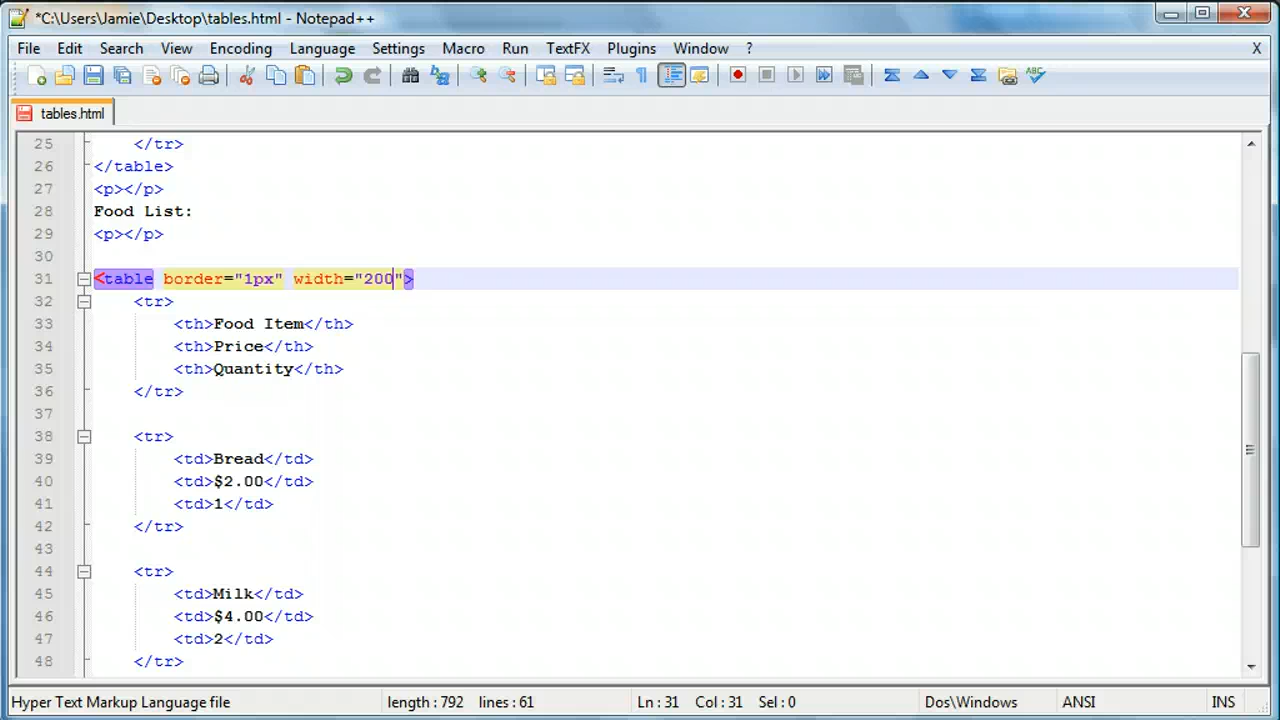 *C:\Users\Jamie\Desktop\tables.html - Notepad++
File Edit Search View Encoding Language Settings Macro Run TextFX Plugins Window ? X
ABC
tables.html
25 </tr>
26 </table>
27 <p></p>
28 Food List:
29 <p></p>
30
31 <table border="1px" width="200">
32 <tr>
33 <th>Food Item</th>
34 <th>Price</th>
35 <th>Quantity</th>
36 </tr>
37
38 <tr>
39 <td>Bread</td>
40 <td>$2.00</td>
41 <td>1</td>
42 </tr>
43
44 <tr>
45 <td>Milk</td>
46 <td>$4.00</td>
47 <td>2</td>
48 </tr>
Hyper Text Markup Language file length : 792 lines : 61 Ln : 31 Col : 31 Sel : 0 Dos\Windows ANSI INS